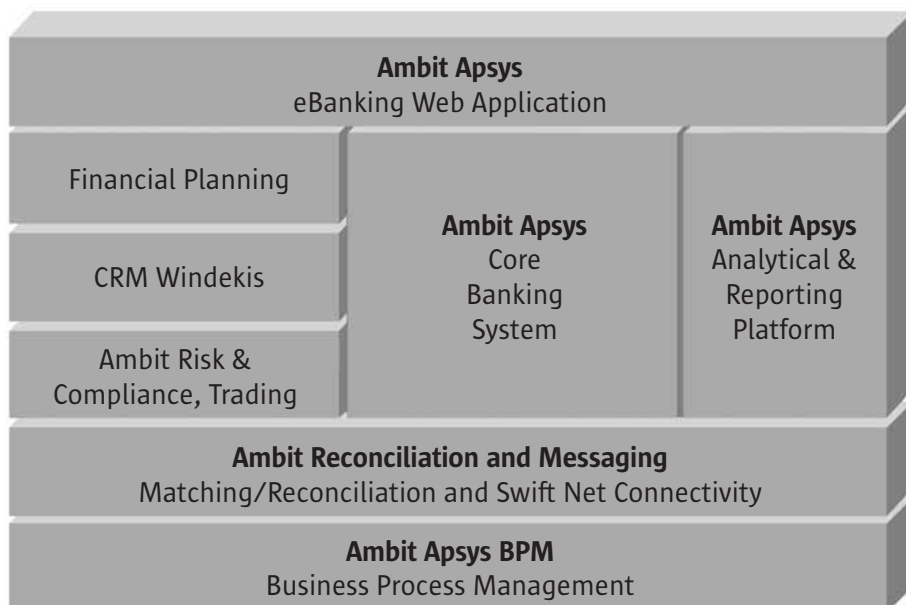 Ambit Apsys
eBanking Web Application
Financial Planning
CRM Windekis
Ambit Risk &
Compliance, Trading
Ambit Apsys
Core
Banking
System
Ambit Apsys
Analytical &
Reporting
Platform
Ambit Reconciliation and Messaging
Matching/Reconciliation and Swift Net Connectivity
Ambit Apsys BPM
Business Process Management